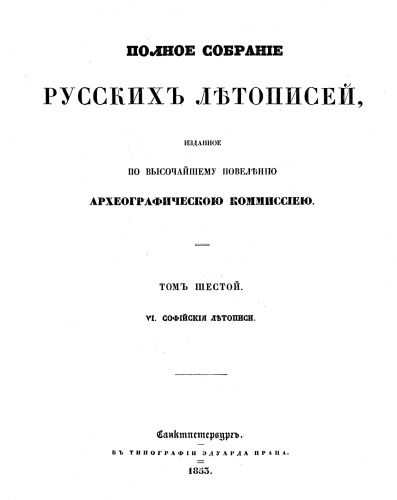 ПОЛНОЕ СОБРАНІЕ
РУССКИХЪ ЛѢТОПИСЕЙ,
ИЗДАННОЕ
ПО ВЫСОЧАЙШЕМУ ПОВЕЛѢНІЮ
АРХЕОГРАФИЧЕСКОЮ КОММИССІЕЮ.
ТОМЪ ШЕСТОЙ.
VI. СОФІЙСКІЯ ЛѢТОПИСИ.
Санктпетербургъ.
ВЪ ТИПОГРАФІИ ЭДУАРДА ПРАЦА.
1853.